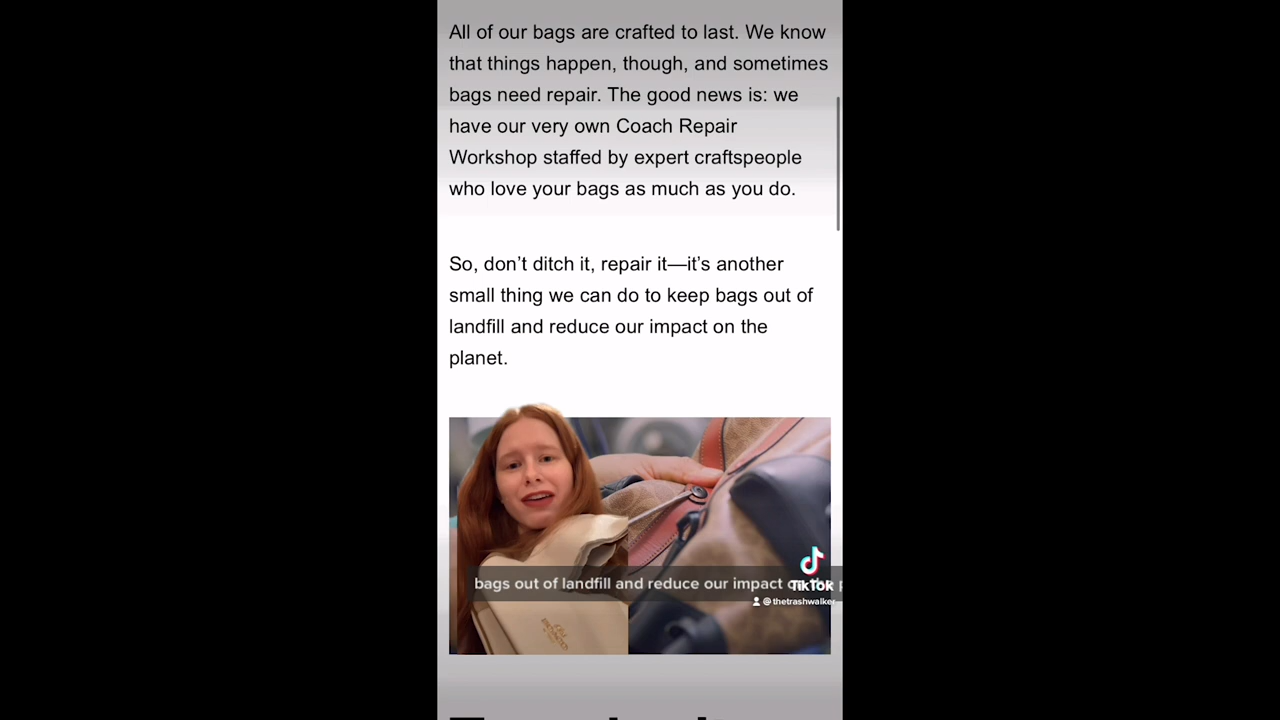 All of our bags are crafted to last. We know
that things happen, though, and sometimes
bags need repair. The good news is: we
have our very own Coach Repair
Workshop staffed by expert craftspeople
who love your bags as much as you do.
So, don’t ditch it, repair it—it’s another
small thing we can do to keep bags out of
landfill and reduce our impact on the
planet.
bags out of landfill and reduce our impact
TikTok
@thetrashwalker